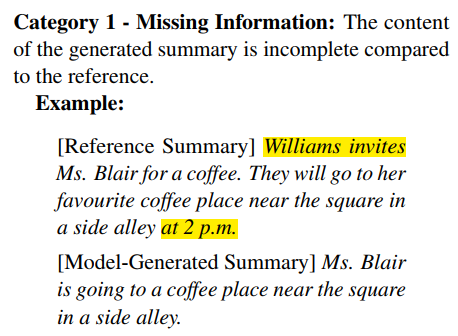 Category 1 - Missing Information: The content
of the generated summary is incomplete compared
to the reference.
Example:
[Reference Summary] Williams invites
Ms. Blair for a coffee. They will go to her
favourite coffee place near the square in
a side alley at 2 p.m.
[Model-Generated Summary] Ms. Blair
is going to a coffee place near the square
in a side alley.